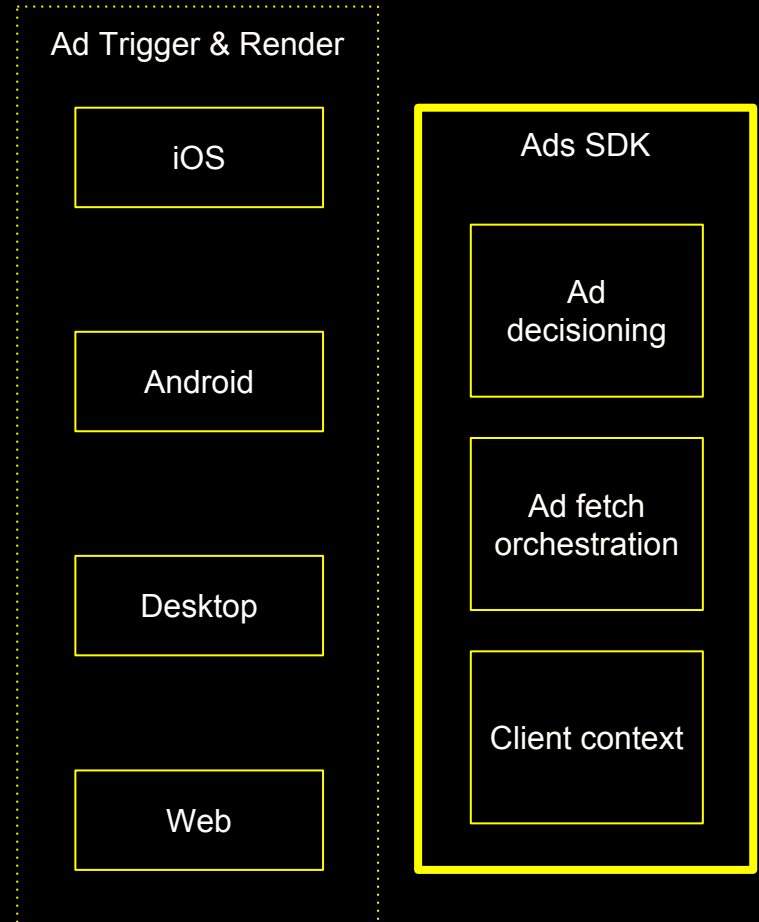 Ad Trigger & Render
iOS
Android
Desktop
Web
Ads SDK
Ad
decisioning
Ad fetch
orchestration
Client context